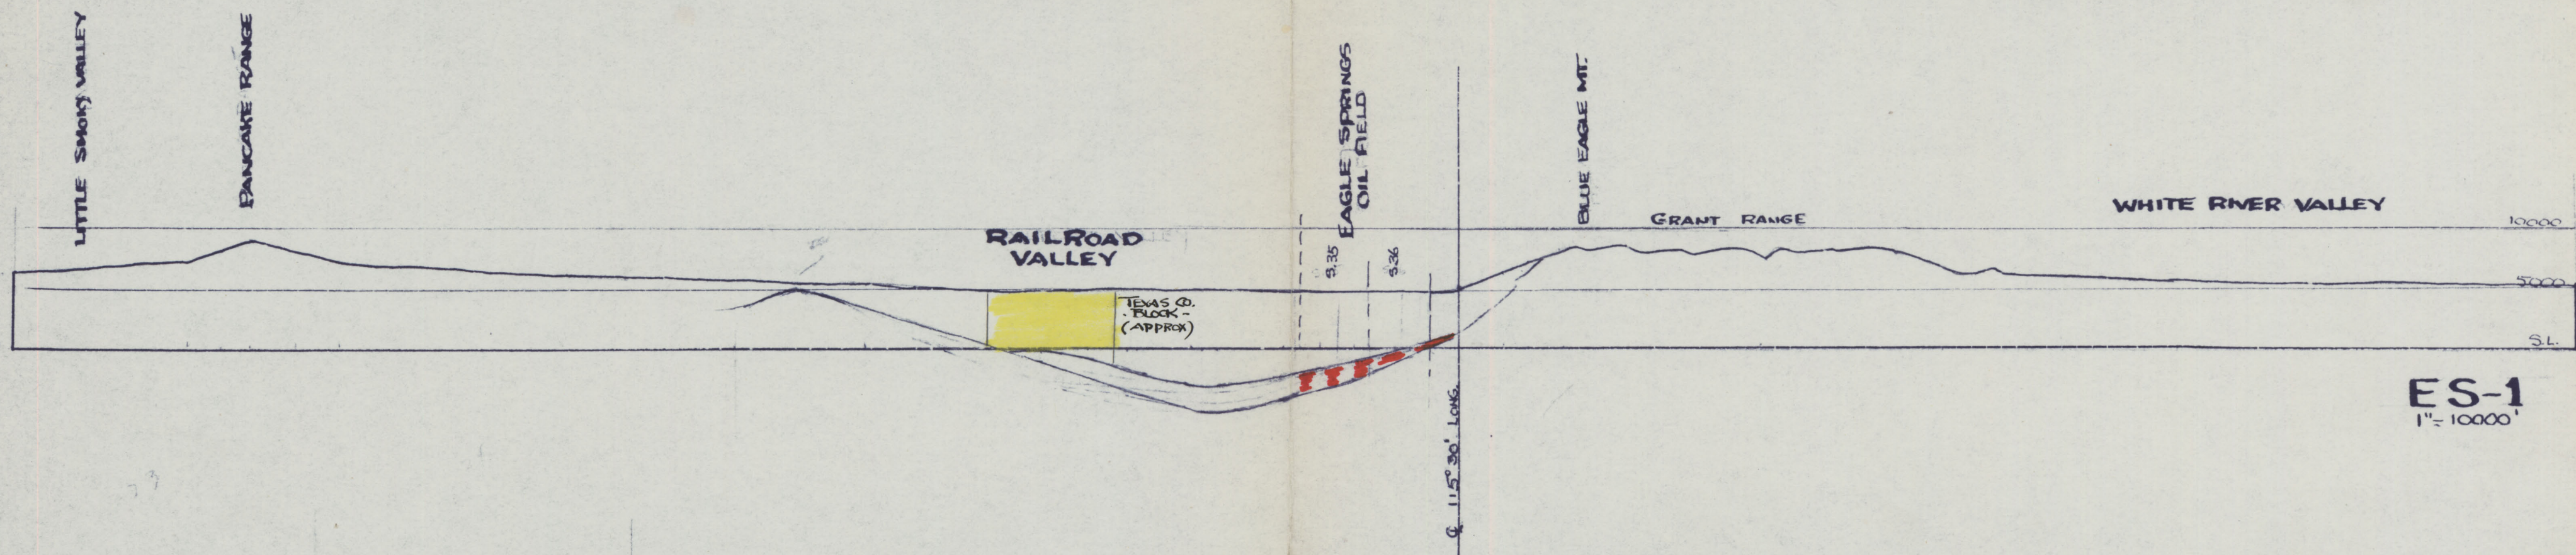 LITTLE SMOKY VALLEY
PANCAKE RANGE
RAILROAD
VALLEY
TEXAS CO.
BLOCK -
(APPROX)
EAGLE SPRINGS
OIL FIELD
S.35
S.36
℄ 115° 30' LONG.
BLUE EAGLE MT.
GRANT RANGE
WHITE RIVER VALLEY
10000
5000
S.L.
ES-1
1" = 10000'